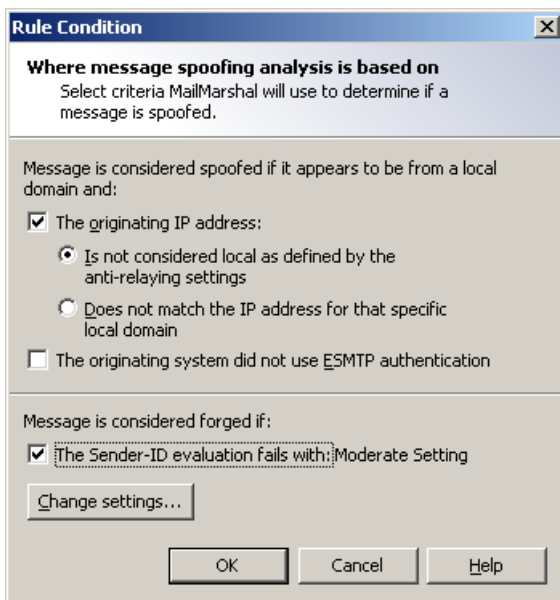 Rule Condition
Where message spoofing analysis is based on
Select criteria MailMarshal will use to determine if a
message is spoofed.
Message is considered spoofed if it appears to be from a local
domain and:
The originating IP address:
Is not considered local as defined by the
anti-relaying settings
Does not match the IP address for that specific
local domain
The originating system did not use ESMTP authentication
Message is considered forged if:
The Sender-ID evaluation fails with: Moderate Setting
Change settings...
OK Cancel Help